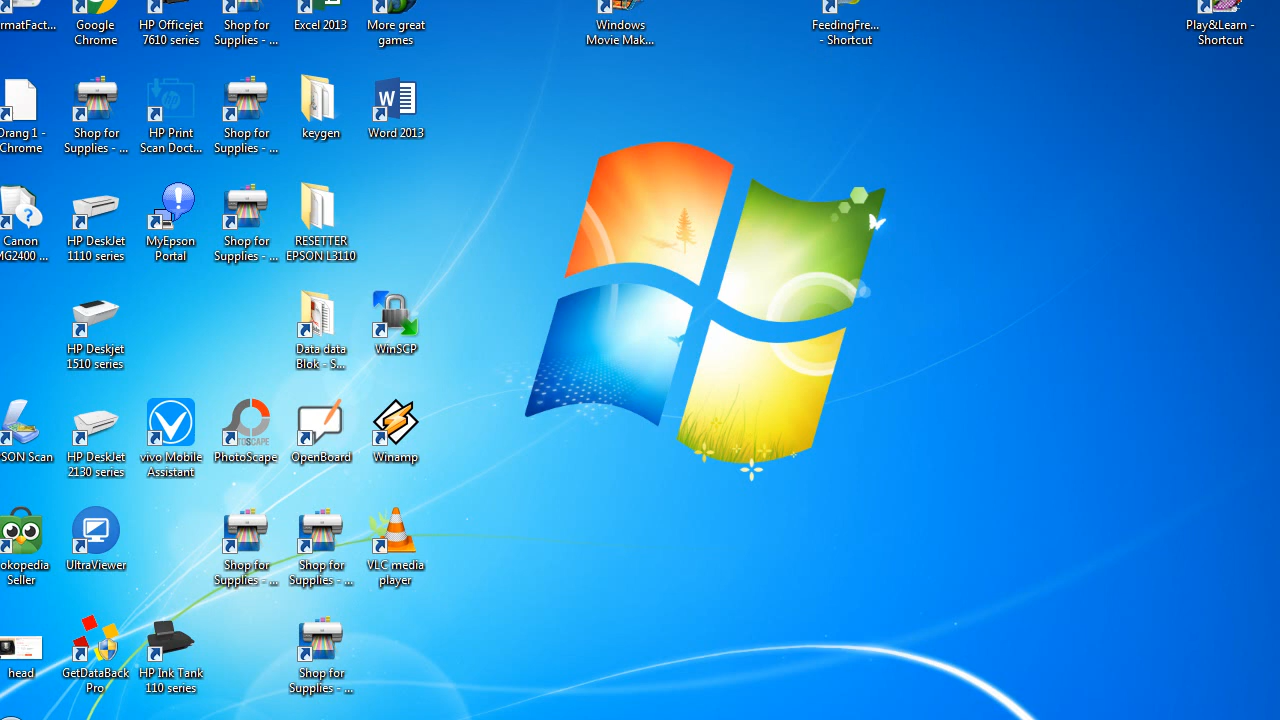 rmatFact...
Google
Chrome
HP Officejet
7610 series
Shop for
Supplies - ...
Excel 2013
More great
games
Windows
Movie Mak...
FeedingFre...
- Shortcut
Play&Learn -
Shortcut
Orang 1 -
Chrome
Shop for
Supplies - ...
HP Print
Scan Doct...
Shop for
Supplies - ...
keygen
Word 2013
Canon
MG2400 ...
HP DeskJet
1110 series
MyEpson
Portal
Shop for
Supplies - ...
RESETTER
EPSON L3110
HP Deskjet
1510 series
Data data
Blok - S...
WinSCP
SON Scan
HP DeskJet
2130 series
vivo Mobile
Assistant
PhotoScape
OpenBoard
Winamp
okopedia
Seller
UltraViewer
Shop for
Supplies - ...
Shop for
Supplies - ...
VLC media
player
head
GetDataBack
Pro
HP Ink Tank
110 series
Shop for
Supplies - ...